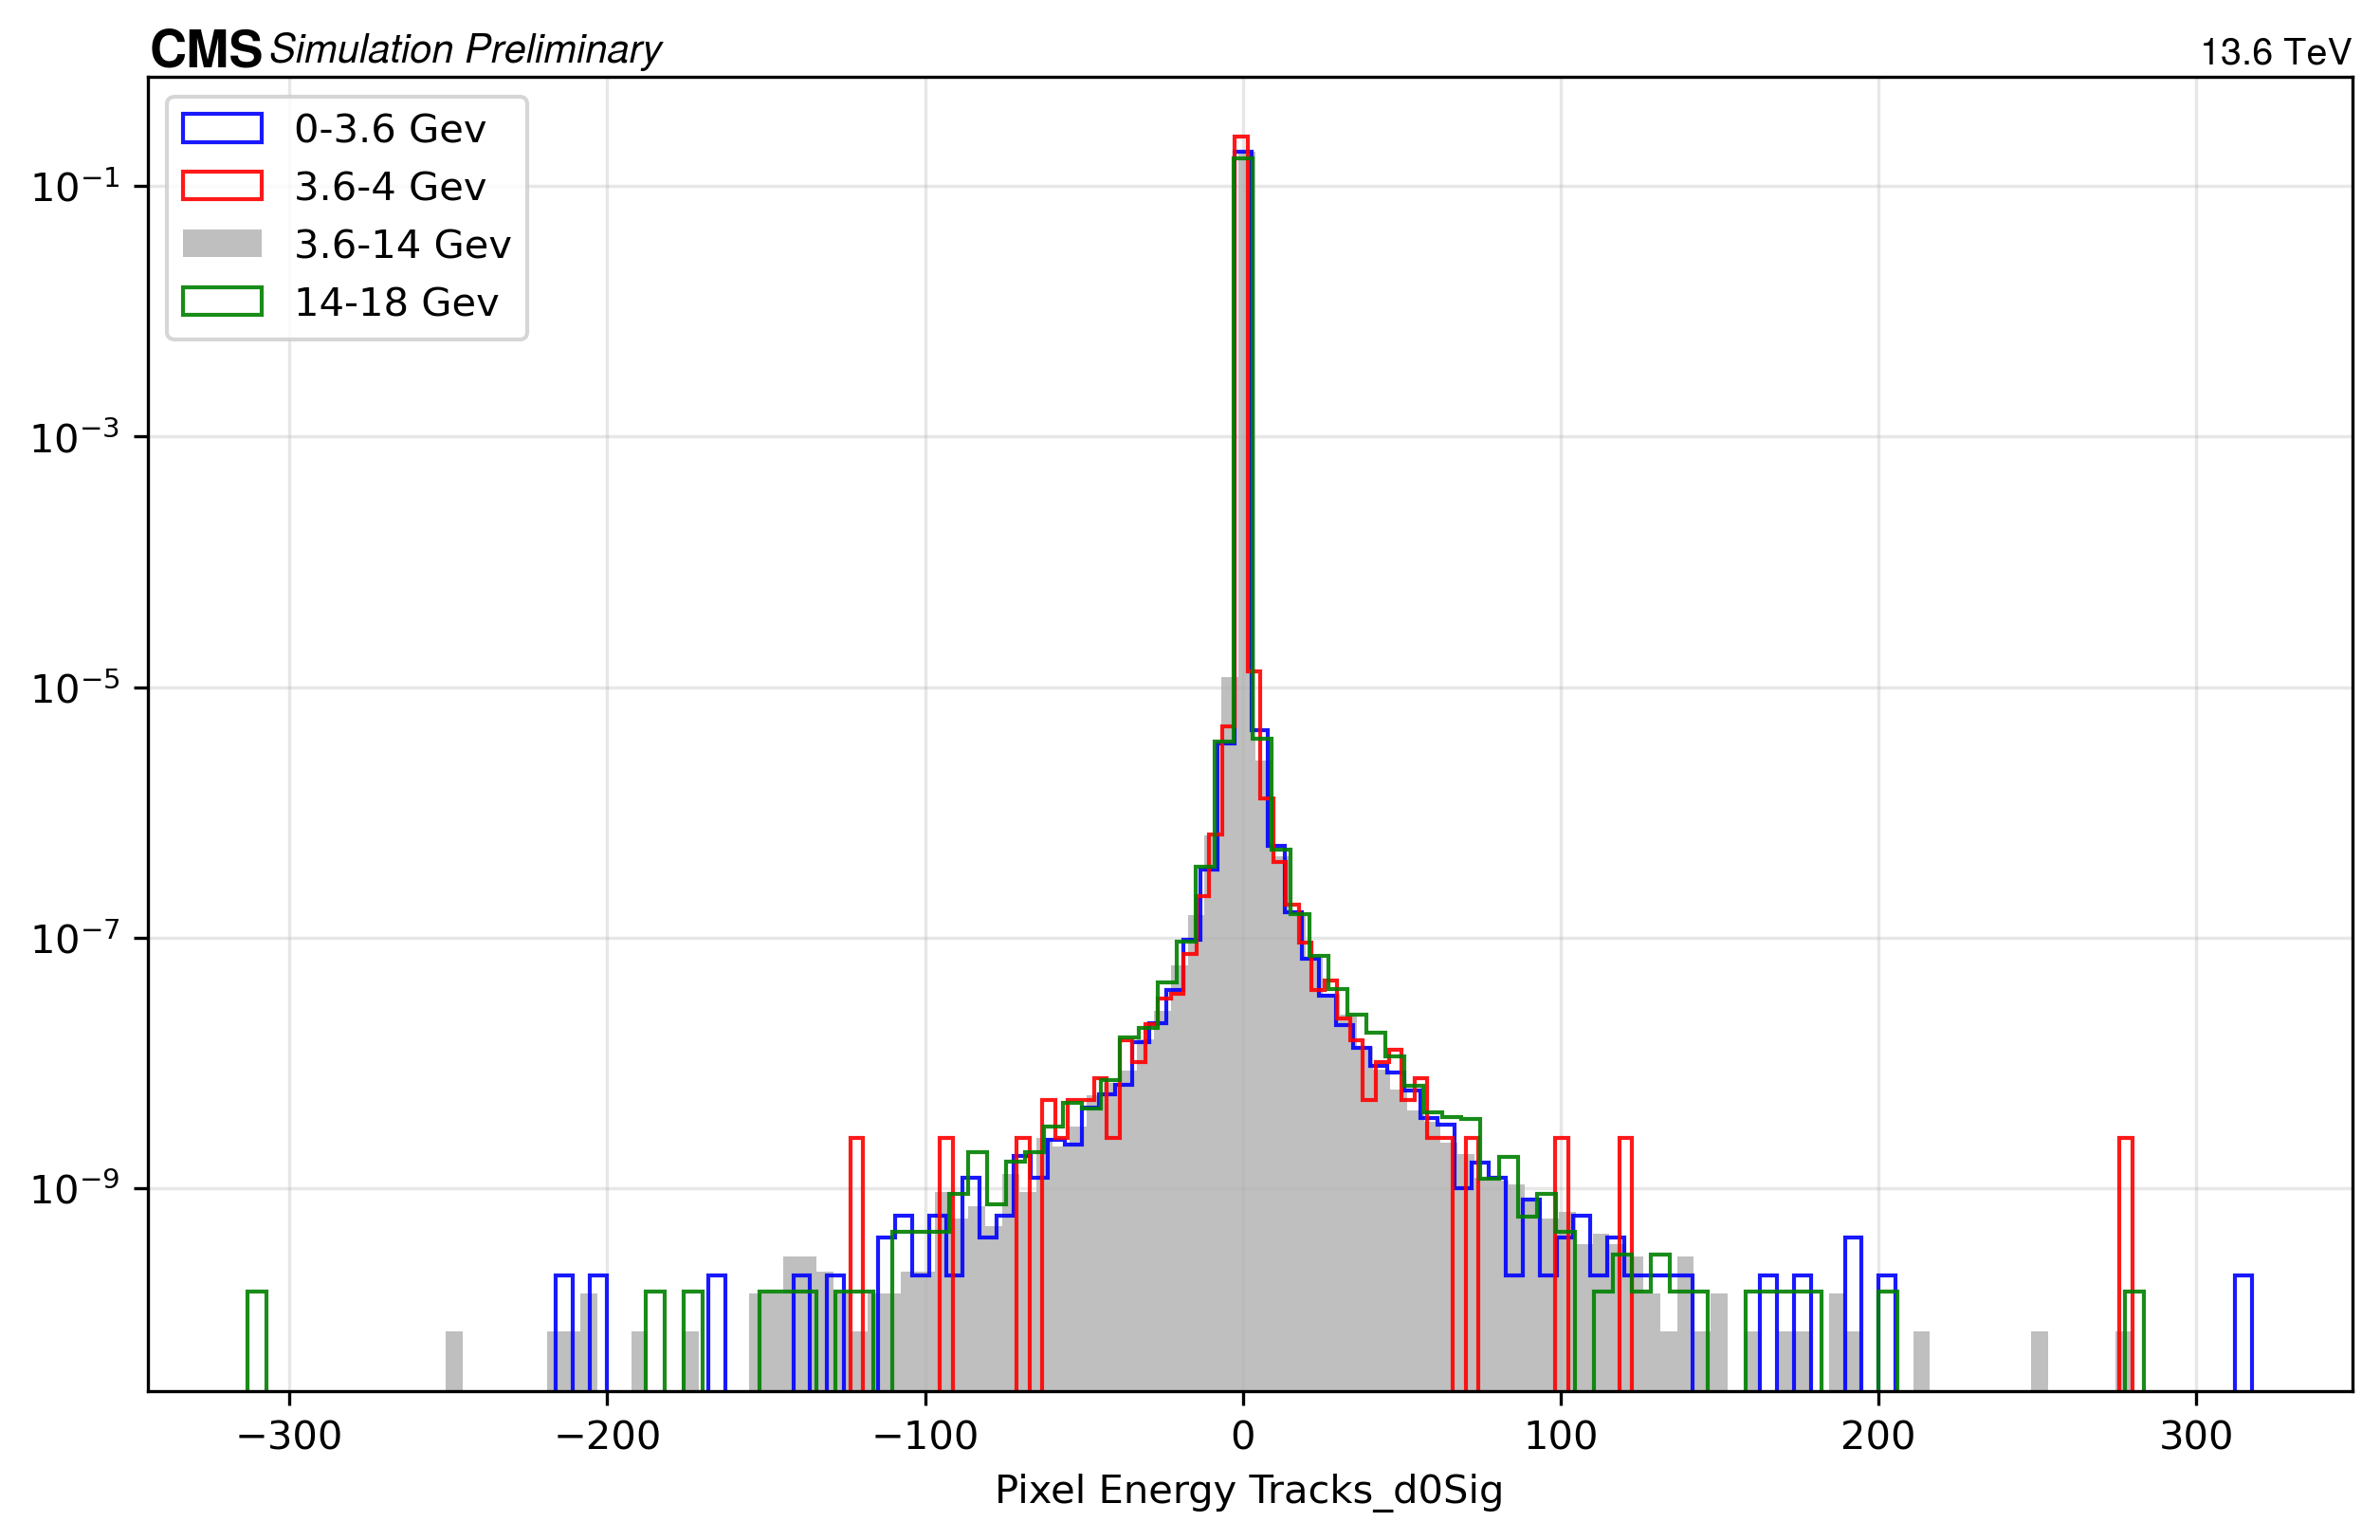 CMS Simulation Preliminary
13.6 TeV
0-3.6 Gev
3.6-4 Gev
3.6-14 Gev
14-18 Gev
10⁻¹
10⁻³
10⁻⁵
10⁻⁷
10⁻⁹
−300 −200 −100 0 100 200 300
Pixel Energy Tracks_d0Sig